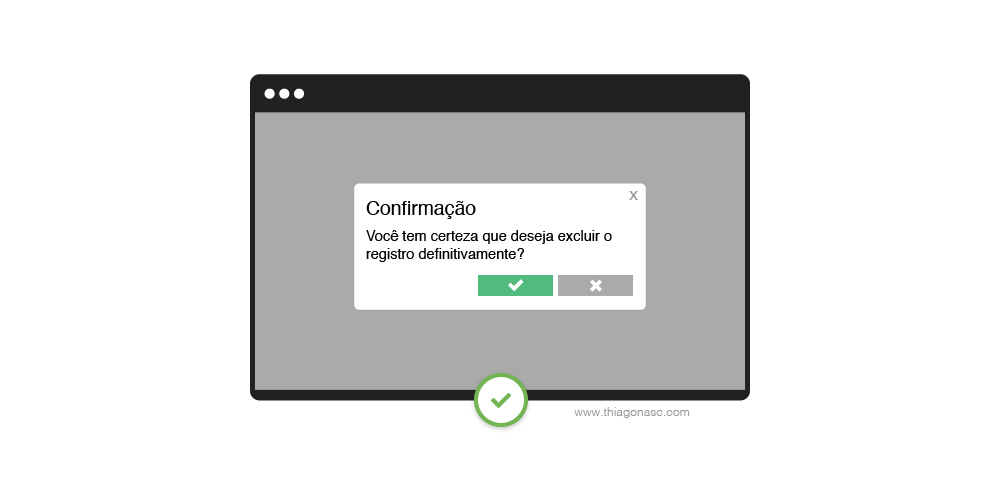 X
Confirmação
Você tem certeza que deseja excluir o
registro definitivamente?
www.thiagonasc.com